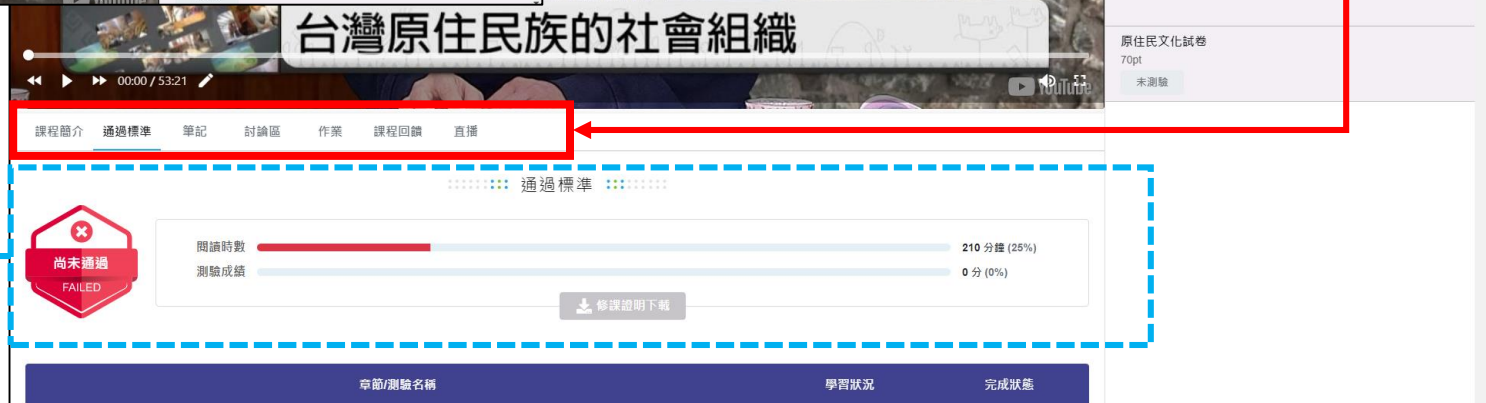 台灣原住民族的社會組織
00:00 / 53:21
YouTube
原住民文化試卷
70pt
未測驗
課程簡介 通過標準 筆記 討論區 作業 課程回饋 直播
通過標準
尚未通過
FAILED
閱讀時數 210 分鐘 (25%)
測驗成績 0 分 (0%)
修課證明下載
章節/測驗名稱 學習狀況 完成狀態